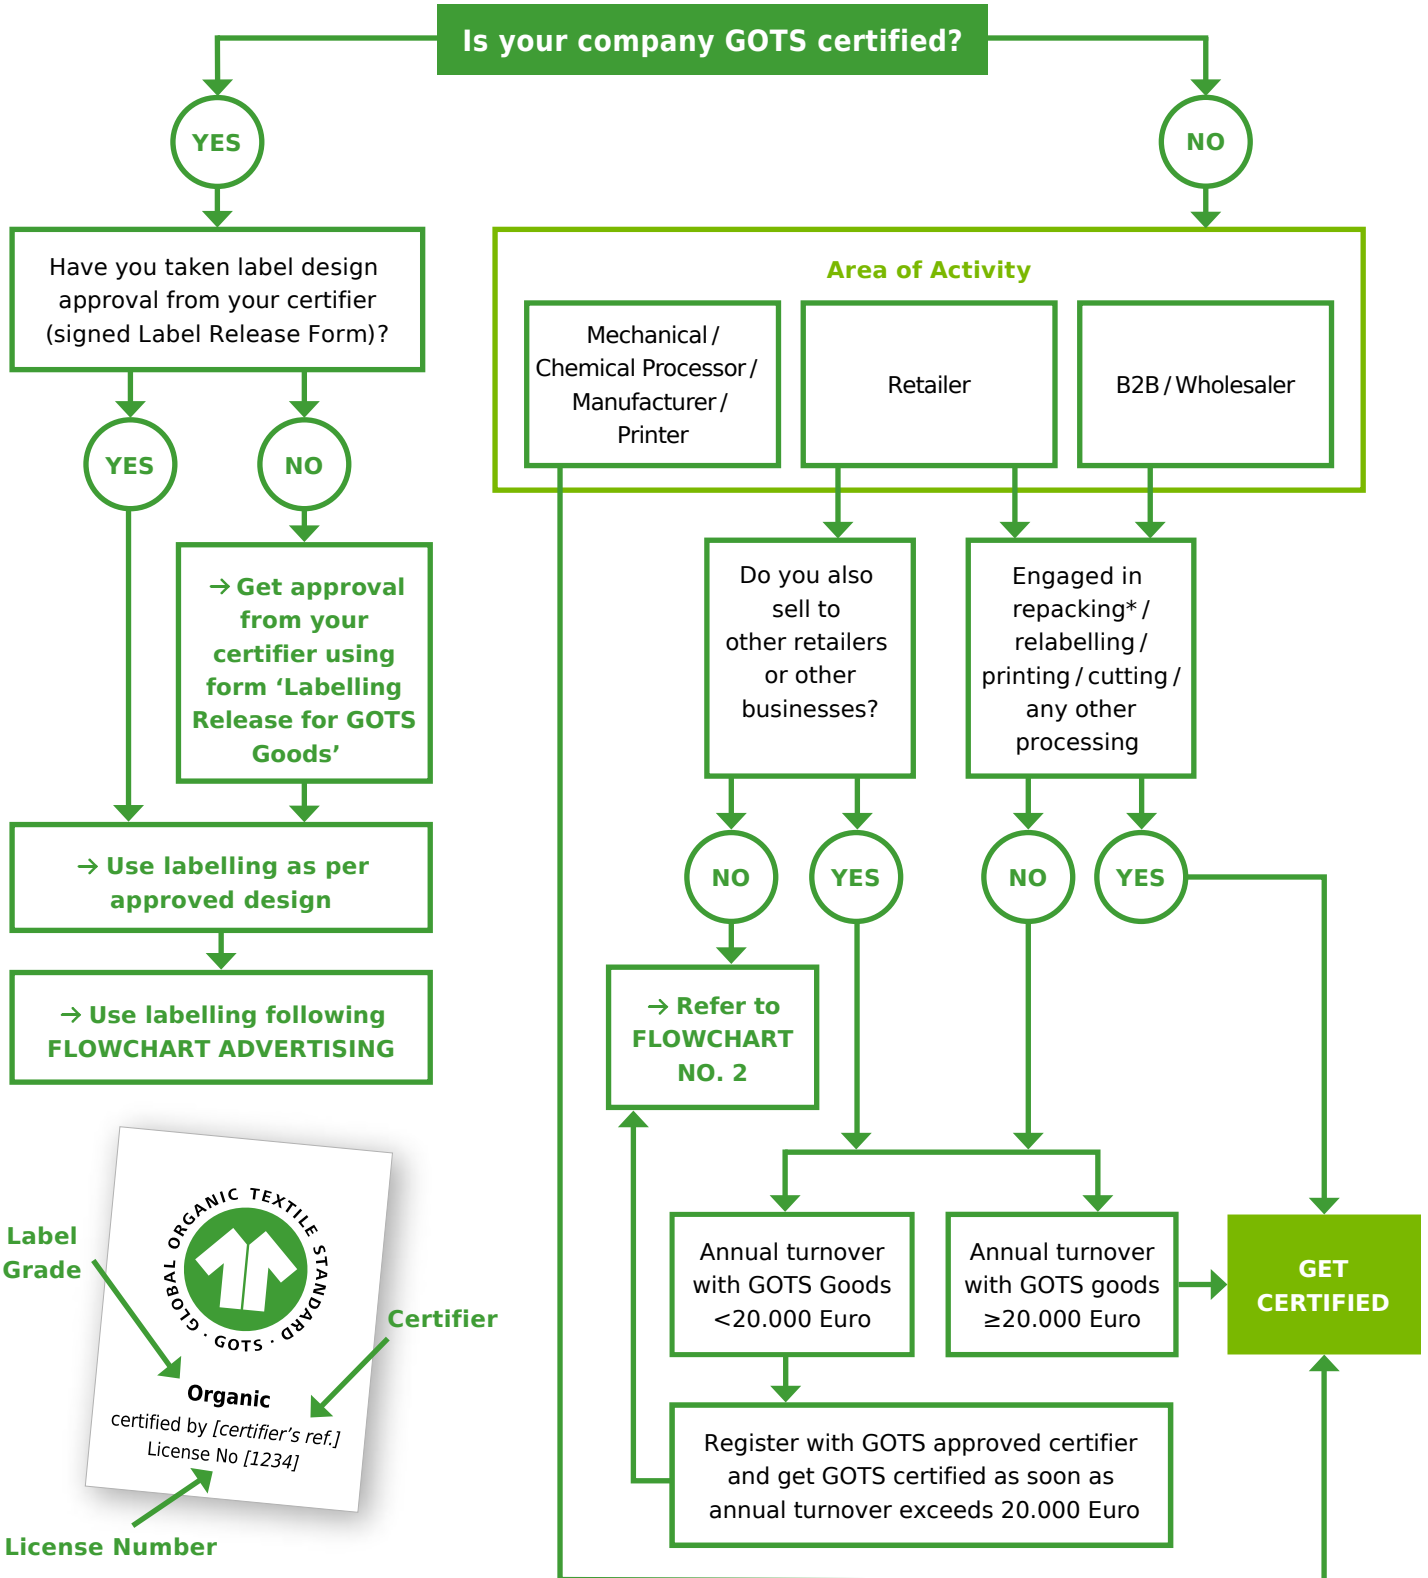 Is your company GOTS certified?
YES
NO
Have you taken label design
approval from your certifier
(signed Label Release Form)?
YES
NO
→ Get approval
from your
certifier using
form ‘Labelling
Release for GOTS
Goods’
→ Use labelling as per
approved design
→ Use labelling following
FLOWCHART ADVERTISING
Area of Activity
Mechanical /
Chemical Processor /
Manufacturer /
Printer
Retailer
B2B / Wholesaler
Do you also
sell to
other retailers
or other
businesses?
Engaged in
repacking* /
relabelling /
printing / cutting /
any other
processing
NO
YES
NO
YES
→ Refer to
FLOWCHART
NO. 2
Annual turnover
with GOTS Goods
<20.000 Euro
Annual turnover
with GOTS goods
≥20.000 Euro
GET
CERTIFIED
Register with GOTS approved certifier
and get GOTS certified as soon as
annual turnover exceeds 20.000 Euro
Label
Grade
GLOBAL ORGANIC TEXTILE STANDARD · GOTS ·
Certifier
Organic
certified by [certifier’s ref.]
License No [1234]
License Number